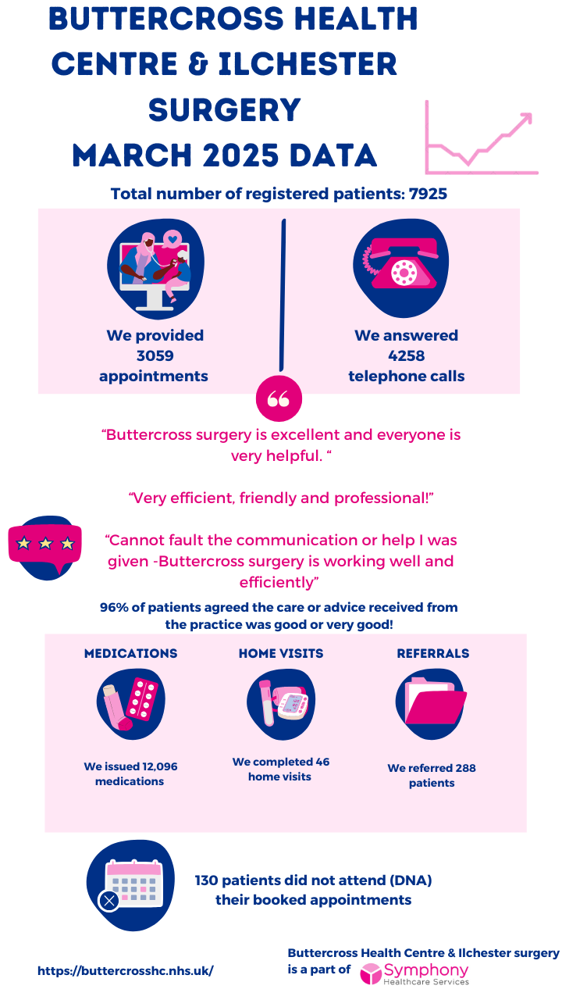 BUTTERCROSS HEALTH
CENTRE & ILCHESTER
SURGERY
MARCH 2025 DATA
Total number of registered patients: 7925
We provided
3059
appointments
We answered
4258
telephone calls
“Buttercross surgery is excellent and everyone is
very helpful. “
“Very efficient, friendly and professional!”
“Cannot fault the communication or help I was
given -Buttercross surgery is working well and
efficiently”
96% of patients agreed the care or advice received from
the practice was good or very good!
MEDICATIONS
We issued 12,096
medications
HOME VISITS
We completed 46
home visits
REFERRALS
We referred 288
patients
130 patients did not attend (DNA)
their booked appointments
https://buttercrosshc.nhs.uk/
Buttercross Health Centre & Ilchester surgery
is a part of Symphony
Healthcare Services